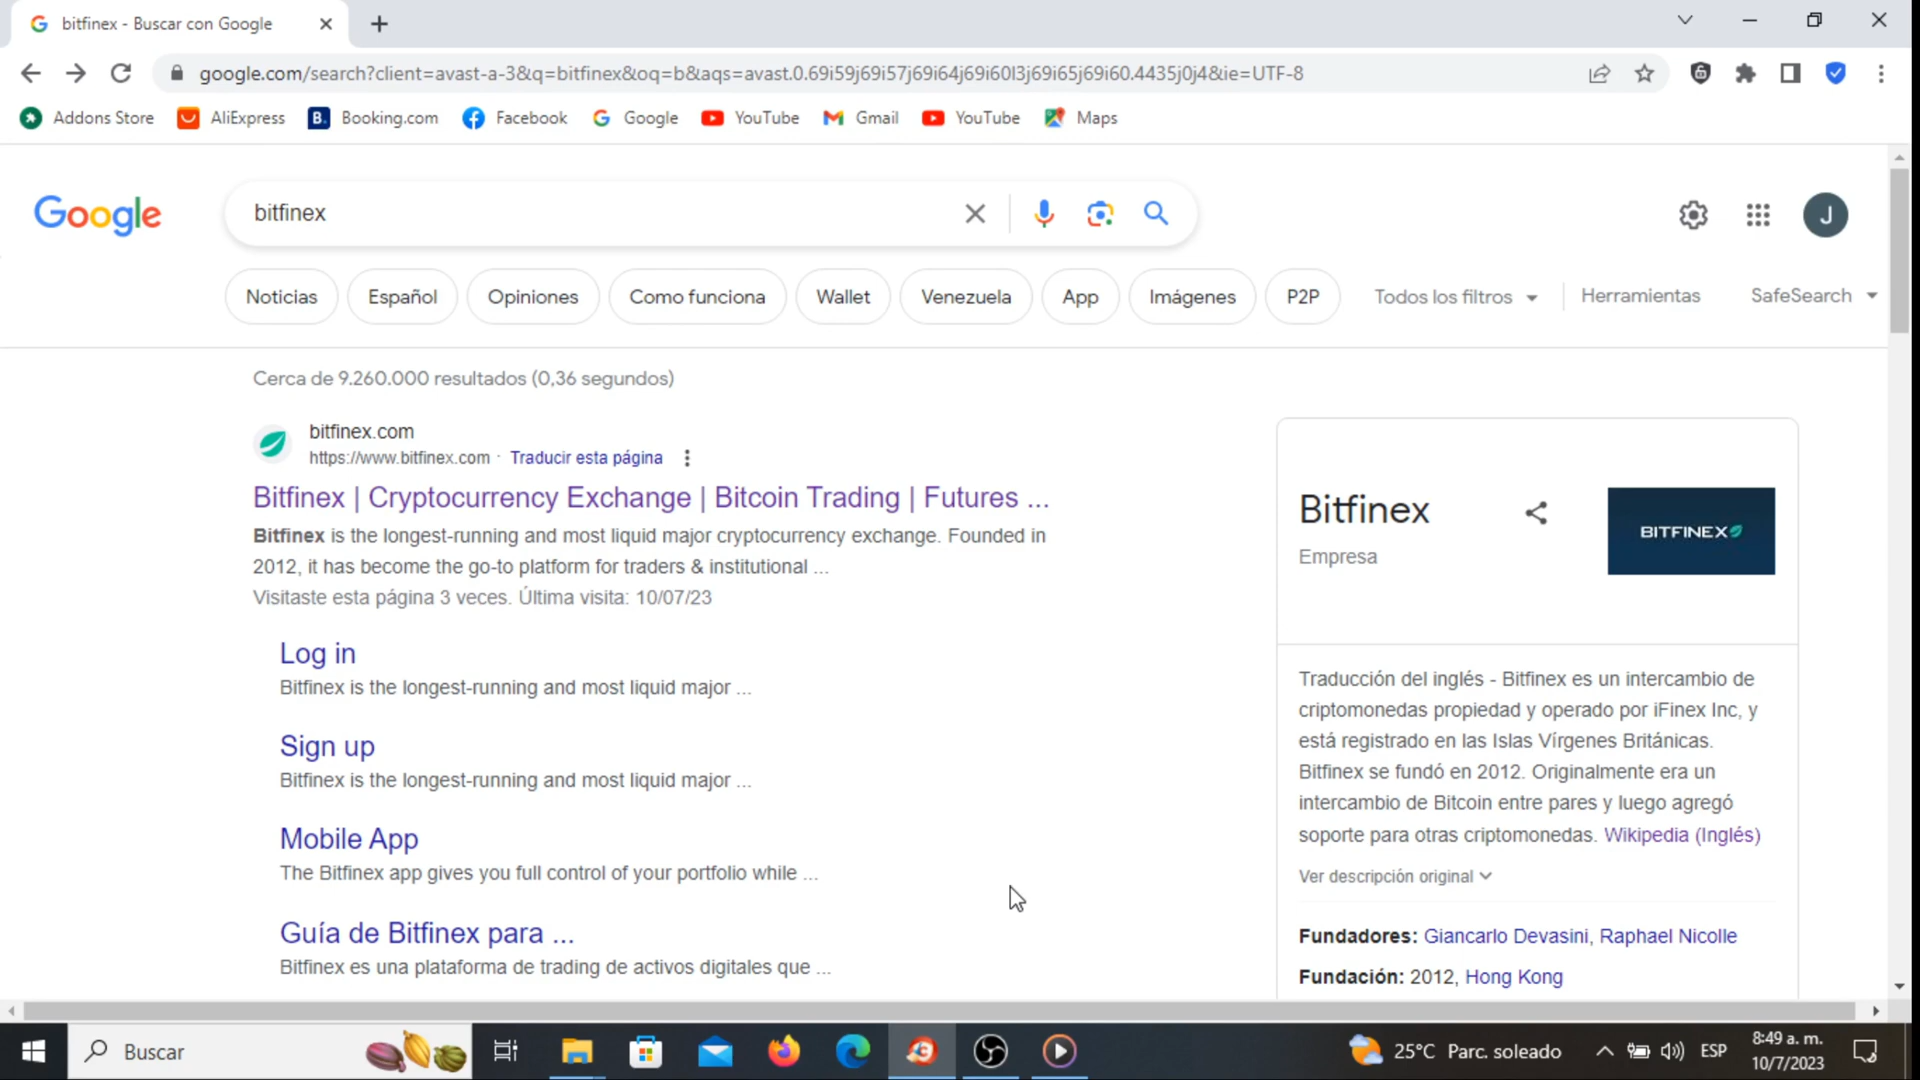 bitfinex - Buscar con Google
google.com/search?client=avast-a-3&q=bitfinex&oq=b&aqs=avast.0.69i59j69i57j69i64j69i60l3j69i65j69i60.4435j0j4&ie=UTF-8
Addons Store AliExpress B. Booking.com Facebook Google YouTube Gmail YouTube Maps
Google bitfinex J
Noticias Español Opiniones Como funciona Wallet Venezuela App Imágenes P2P Todos los filtros Herramientas SafeSearch
Cerca de 9.260.000 resultados (0,36 segundos)
bitfinex.com
https://www.bitfinex.com · Traducir esta página
Bitfinex | Cryptocurrency Exchange | Bitcoin Trading | Futures ...
Bitfinex is the longest-running and most liquid major cryptocurrency exchange. Founded in
2012, it has become the go-to platform for traders & institutional ...
Visitaste esta página 3 veces. Última visita: 10/07/23
Log in
Bitfinex is the longest-running and most liquid major ...
Sign up
Bitfinex is the longest-running and most liquid major ...
Mobile App
The Bitfinex app gives you full control of your portfolio while ...
Guía de Bitfinex para ...
Bitfinex es una plataforma de trading de activos digitales que ...
Bitfinex
Empresa
BITFINEX
Traducción del inglés - Bitfinex es un intercambio de
criptomonedas propiedad y operado por iFinex Inc, y
está registrado en las Islas Vírgenes Británicas.
Bitfinex se fundó en 2012. Originalmente era un
intercambio de Bitcoin entre pares y luego agregó
soporte para otras criptomonedas. Wikipedia (Inglés)
Ver descripción original
Fundadores: Giancarlo Devasini, Raphael Nicolle
Fundación: 2012, Hong Kong
Buscar 25°C Parc. soleado ESP 8:49 a. m.
10/7/2023